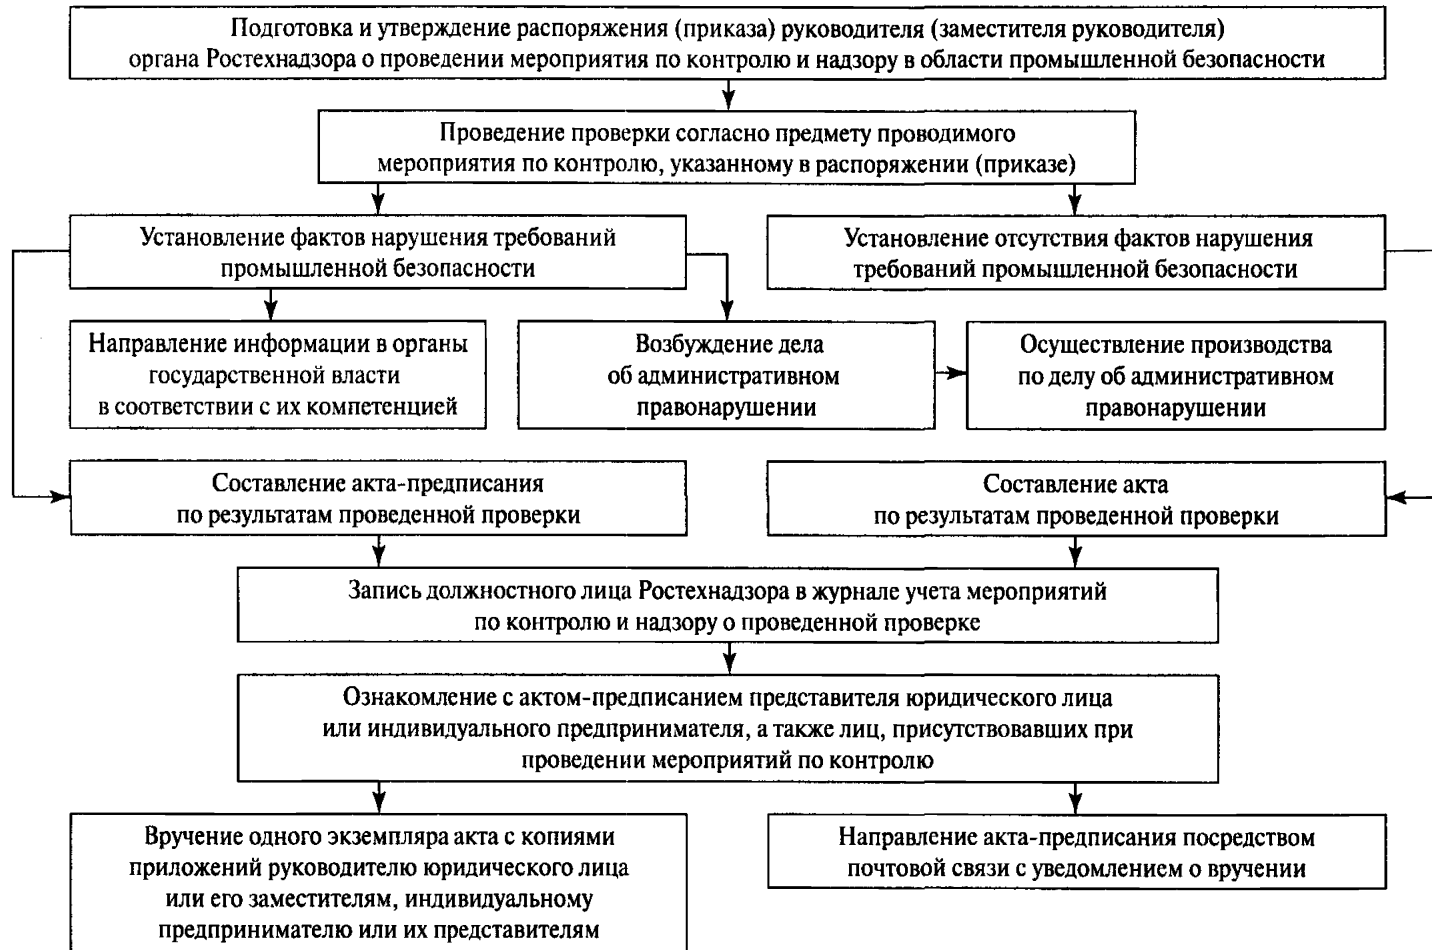 Подготовка и утверждение распоряжения (приказа) руководителя (заместителя руководителя)
органа Ростехнадзора о проведении мероприятия по контролю и надзору в области промышленной безопасности
Проведение проверки согласно предмету проводимого
мероприятия по контролю, указанному в распоряжении (приказе)
Установление фактов нарушения требований
промышленной безопасности
Установление отсутствия фактов нарушения
требований промышленной безопасности
Направление информации в органы
государственной власти
в соответствии с их компетенцией
Возбуждение дела
об административном
правонарушении
Осуществление производства
по делу об административном
правонарушении
Составление акта-предписания
по результатам проведенной проверки
Составление акта
по результатам проведенной проверки
Запись должностного лица Ростехнадзора в журнале учета мероприятий
по контролю и надзору о проведенной проверке
Ознакомление с актом-предписанием представителя юридического лица
или индивидуального предпринимателя, а также лиц, присутствовавших при
проведении мероприятий по контролю
Вручение одного экземпляра акта с копиями
приложений руководителю юридического лица
или его заместителям, индивидуальному
предпринимателю или их представителям
Направление акта-предписания посредством
почтовой связи с уведомлением о вручении